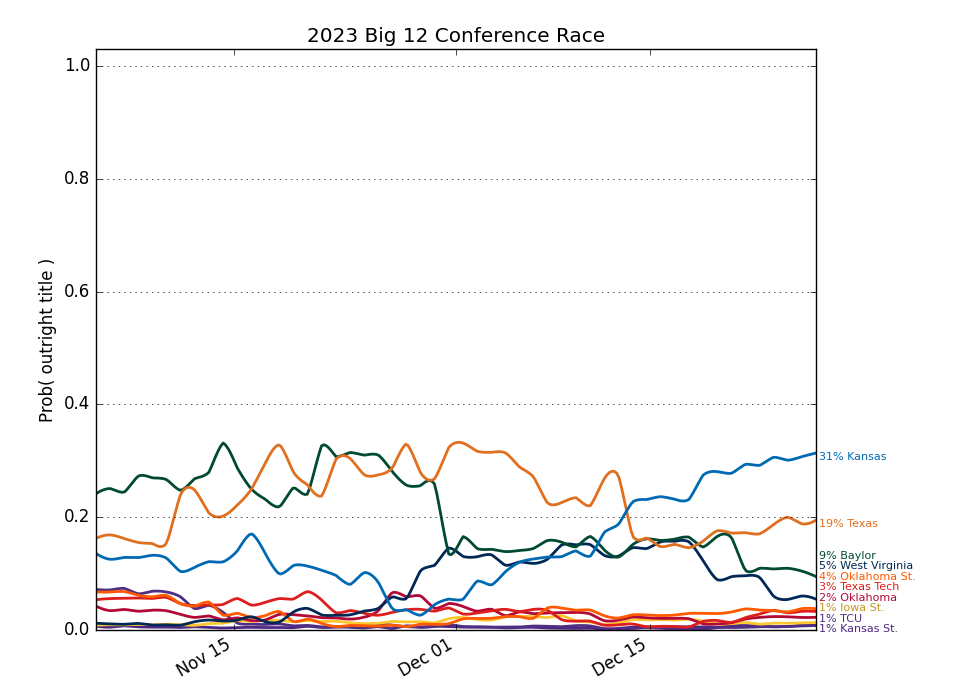 2023 Big 12 Conference Race
Prob( outright title )
1.0
0.8
0.6
0.4
0.2
0.0
Nov 15
Dec 01
Dec 15
31% Kansas
19% Texas
9% Baylor
5% West Virginia
4% Oklahoma St.
3% Texas Tech
2% Oklahoma
1% Iowa St.
1% TCU
1% Kansas St.